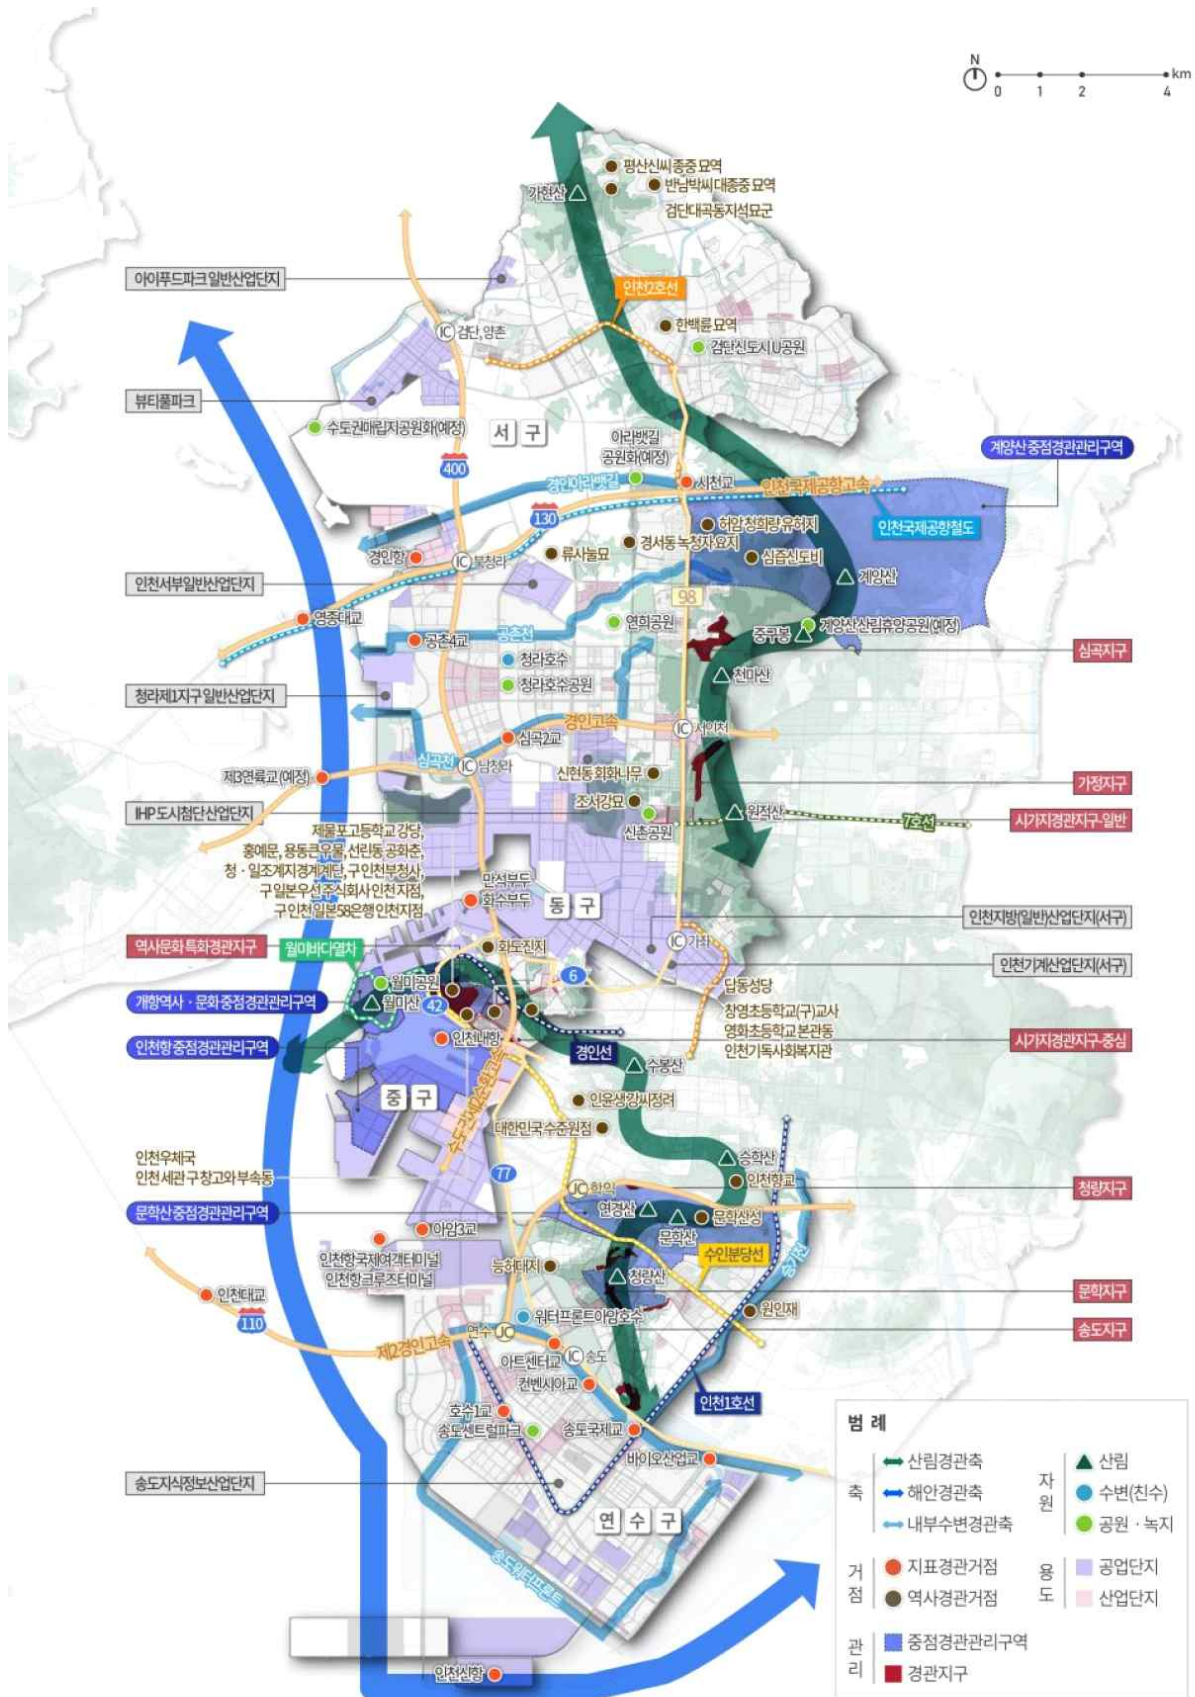 N
km
0 1 2 4
평산신씨 종중 묘역
반남박씨 대종중 묘역
가현산
검단대곡동지석묘군
아이푸드파크 일반산업단지
인천2호선
IC 검단, 양촌
한백륜 묘역
검단신도시 U공원
뷰티풀파크
수도권매립지공원화(예정)
서구
아라뱃길
공원화(예정)
계양산 중점경관관리구역
400
경인아라뱃길
시천교
인천국제공항고속
130
인천국제공항철도
허암 정희량 유허지
경서동 녹청자 요지
경인항
IC 북청라
류사눌묘
심즙신도비
인천서부일반산업단지
계양산
98
영종대교
연희공원
계양산 산림휴양공원(예정)
중구봉
공촌4교
공촌천
심곡지구
청라호수
천마산
청라호수공원
청라제1지구 일반산업단지
경인고속
IC 서인천
심곡2교
심곡천
IC 남청라
제3연륙교(예정)
신현동 회화나무
가정지구
조서강묘
IHP 도시첨단산업단지
원적산
7호선
시가지경관지구-일반
신촌공원
제물포고등학교 강당,
홍예문, 용동큰우물, 선린동 공화춘,
청ㆍ일조계지경계계단, 구 인천부청사,
구 일본우선 주식회사 인천지점,
구 인천 일본58은행 인천지점
만석부두
화수부두
동구
인천지방(일반)산업단지(서구)
IC 가좌
역사문화 특화경관지구
월미바다열차
화도진지
인천기계산업단지(서구)
6
월미공원
답동성당
개항역사ㆍ문화 중점경관관리구역
월미산
42
창영초등학교(구)교사
영화초등학교 본관동
인천기독사회복지관
인천내항
시가지경관지구-중심
인천항 중점경관관리구역
경인선
수봉산
중구
수도권제2순환고속
인윤생강씨정려
대한민국수준원점
인천우체국
인천세관 구 창고와 부속동
승학산
77
인천향교
JC 학익
청량지구
연경산
문학산성
문학산 중점경관관리구역
문학산
아암3교
수인분당선
승기천
인천항국제여객터미널
인천항크루즈터미널
능허대지
청량산
문학지구
인천대교
원인재
워터프론트아암호수
110
송도지구
연수 JC
제2경인고속
아트센터교
IC 송도
컨벤시아교
인천1호선
호수1교
송도센트럴파크
송도국제교
바이오산업교
송도지식정보산업단지
연수구
송도워터프론트
인천신항
범례
축
산림경관축
해안경관축
내부수변경관축
자원
산림
수변(친수)
공원ㆍ녹지
거점
지표경관거점
역사경관거점
용도
공업단지
산업단지
관리
중점경관관리구역
경관지구